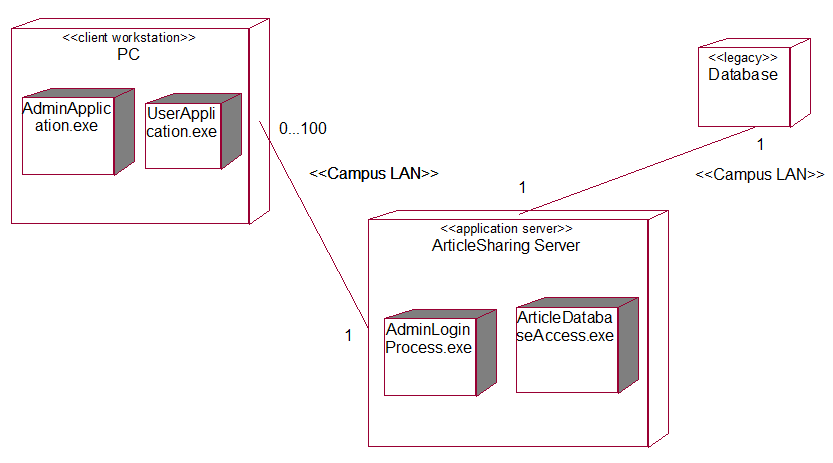 <<client workstation>>
PC
AdminApplic
ation.exe
UserAppli
cation.exe
0...100
<<Campus LAN>>
1
<<legacy>>
Database
1
<<Campus LAN>>
1
<<application server>>
ArticleSharing Server
AdminLogin
Process.exe
ArticleDataba
seAccess.exe